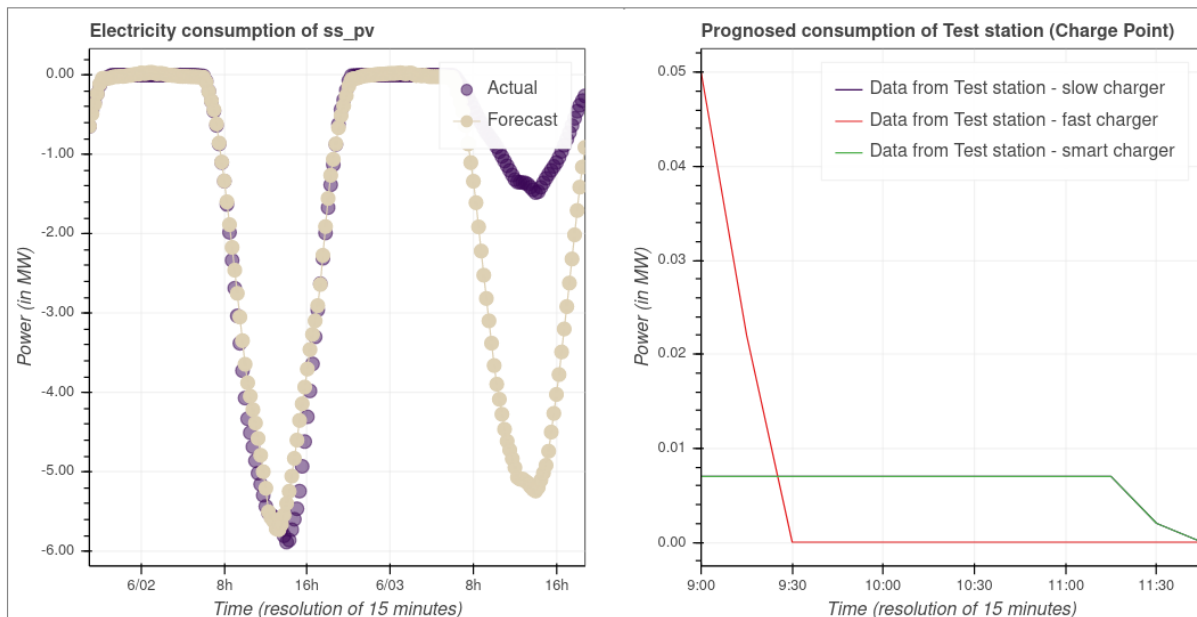 Electricity consumption of ss_pv
0.00
-1.00
-2.00
-3.00
-4.00
-5.00
-6.00
Power (in MW)
Actual
Forecast
6/02
8h
16h
6/03
8h
16h
Time (resolution of 15 minutes)
Prognosed consumption of Test station (Charge Point)
0.05
0.04
0.03
0.02
0.01
0.00
Power (in MW)
Data from Test station - slow charger
Data from Test station - fast charger
Data from Test station - smart charger
9:00
9:30
10:00
10:30
11:00
11:30
Time (resolution of 15 minutes)